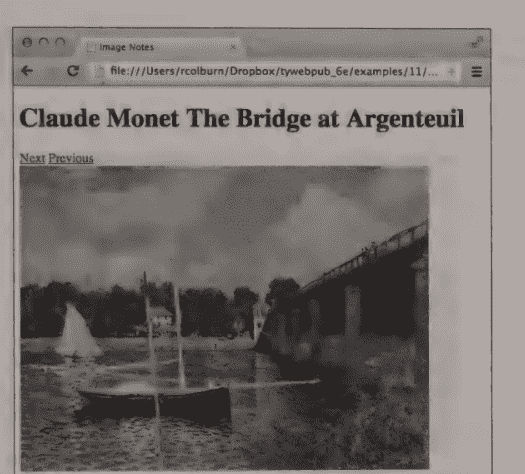 Image Notes
file:///Users/rcolburn/Dropbox/tywebpub_6e/examples/11/...
Claude Monet The Bridge at Argenteuil
Next Previous